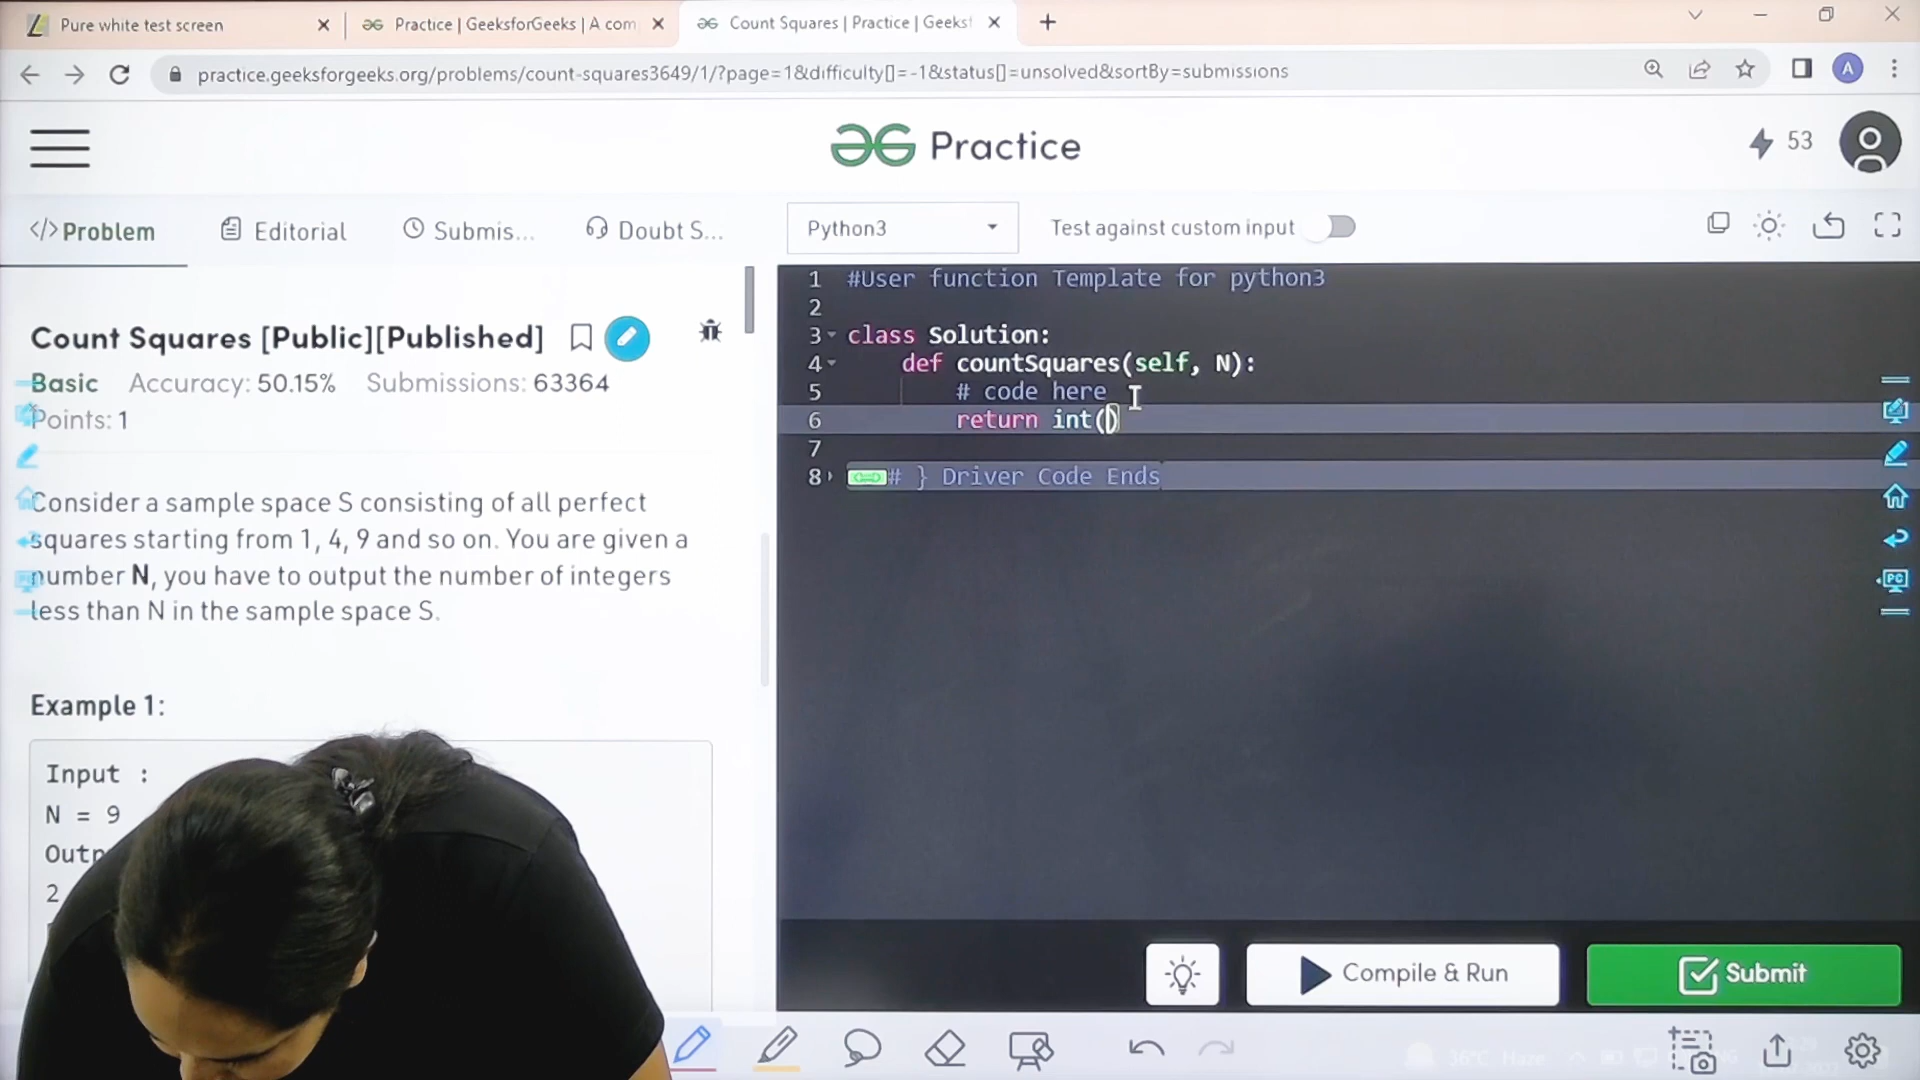 Pure white test screen
Practice | GeeksforGeeks | A com
Count Squares | Practice | Geeksf
practice.geeksforgeeks.org/problems/count-squares3649/1/?page=1&difficulty[]=-1&status[]=unsolved&sortBy=submissions
A
Practice
53
</>Problem
Editorial
Submis...
Doubt S...
Python3
Test against custom input
Count Squares [Public][Published]
Basic Accuracy: 50.15% Submissions: 63364
Points: 1
Consider a sample space S consisting of all perfect
squares starting from 1, 4, 9 and so on. You are given a
number N, you have to output the number of integers
less than N in the sample space S.
Example 1:
Input :
N = 9
2
1 #User function Template for python3
2
3 class Solution:
4 def countSquares(self, N):
5 # code here
6 return int()
7
8 # } Driver Code Ends
PC
Compile & Run
Submit
36°C Haze